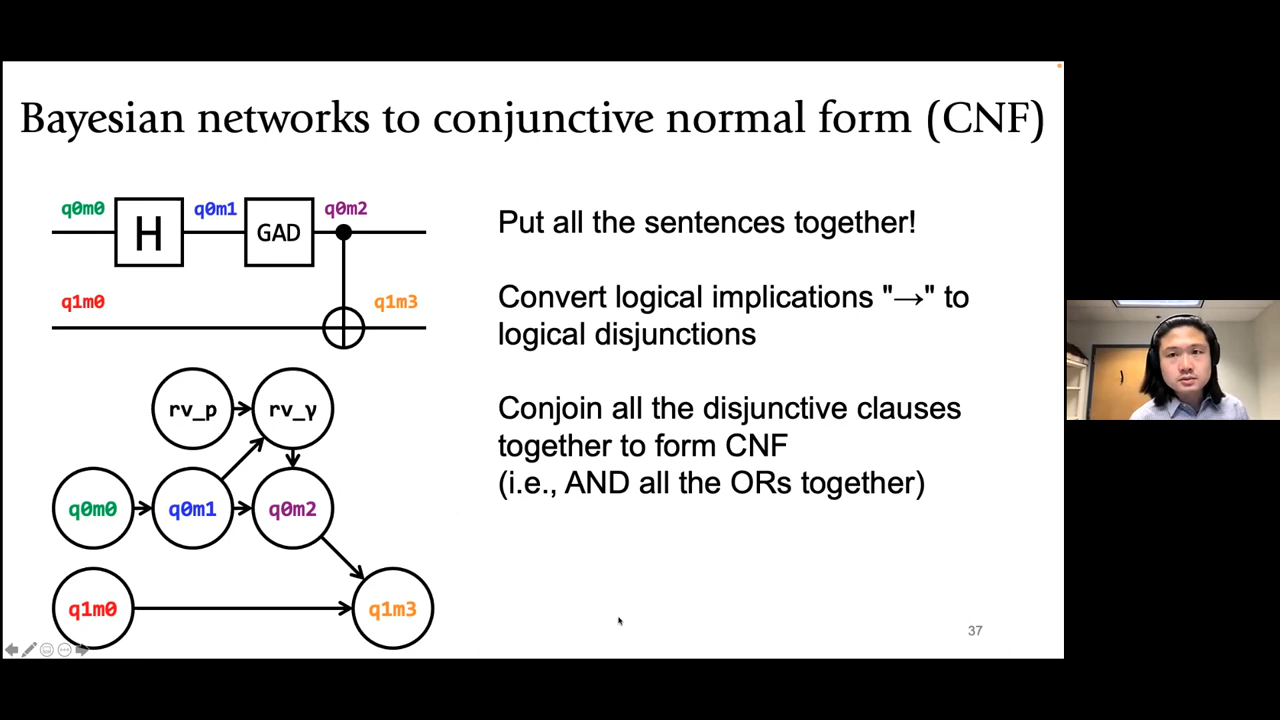 Bayesian networks to conjunctive normal form (CNF)
q0m0
q0m1
q0m2
H
GAD
q1m0
q1m3
rv_p
rv_γ
q0m0
q0m1
q0m2
q1m0
q1m3
Put all the sentences together!
Convert logical implications "→" to
logical disjunctions
Conjoin all the disjunctive clauses
together to form CNF
(i.e., AND all the ORs together)
37